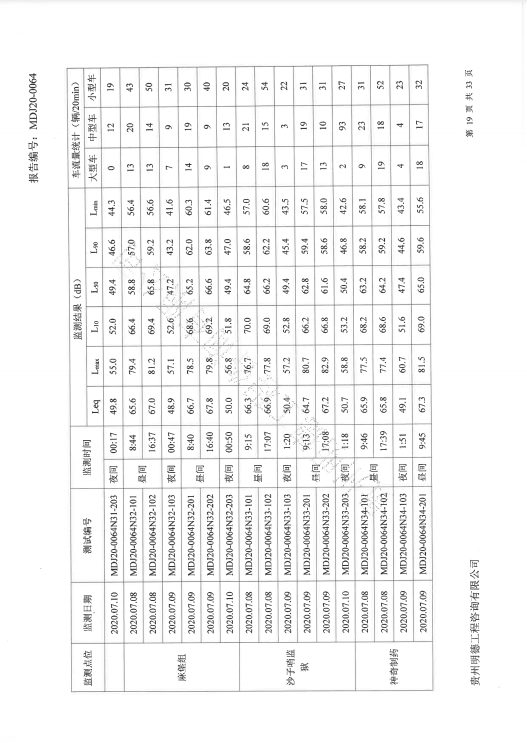 报告编号：MDJ20-0064
监测点位 监测日期 测试编号 监测时间 监测结果（dB） 车流量统计（辆/20min）
Leq Lmax L10 L50 L90 Lmin 大型车 中型车 小型车
2020.07.10 MDJ20-0064N31-203 夜间 00:17 49.8 55.0 52.0 49.4 46.6 44.3 0 12 19
2020.07.08 MDJ20-0064N32-101 昼间 8:44 65.6 79.4 66.4 58.8 57.0 56.4 13 20 43
2020.07.08 MDJ20-0064N32-102 16:37 67.0 81.2 69.4 65.8 59.2 56.6 13 14 50
2020.07.09 MDJ20-0064N32-103 夜间 00:47 48.9 57.1 52.6 47.2 43.2 41.6 7 9 31
2020.07.09 MDJ20-0064N32-201 昼间 8:40 66.7 78.5 68.6 65.2 62.0 60.3 14 19 30
2020.07.09 MDJ20-0064N32-202 16:40 67.8 79.8 69.2 66.6 63.8 61.4 9 9 40
2020.07.10 MDJ20-0064N32-203 夜间 00:50 50.0 56.8 51.8 49.4 47.0 46.5 1 13 20
沙子哨监狱 2020.07.08 MDJ20-0064N33-101 昼间 9:15 66.3 76.7 70.0 64.8 58.6 57.0 8 21 24
2020.07.08 MDJ20-0064N33-102 17:07 66.9 77.8 69.0 66.2 62.2 60.6 18 15 54
2020.07.09 MDJ20-0064N33-103 夜间 1:20 50.4 57.2 52.8 49.4 45.4 43.5 3 3 22
2020.07.09 MDJ20-0064N33-201 昼间 9:13 64.7 80.7 66.2 62.8 59.4 57.5 17 19 31
2020.07.09 MDJ20-0064N33-202 17:08 67.2 82.9 66.8 61.6 58.6 58.0 13 10 31
2020.07.10 MDJ20-0064N33-203 夜间 1:18 50.7 58.8 53.2 50.4 46.8 42.6 2 93 27
神奇制药 2020.07.08 MDJ20-0064N34-101 昼间 9:46 65.9 77.5 68.2 63.2 58.2 58.1 9 23 31
2020.07.08 MDJ20-0064N34-102 17:39 65.8 77.4 68.6 64.2 59.2 57.8 19 18 52
2020.07.09 MDJ20-0064N34-103 夜间 1:51 49.1 60.7 51.6 47.4 44.6 43.4 4 4 23
2020.07.09 MDJ20-0064N34-201 昼间 9:45 67.3 81.5 69.0 65.0 59.6 55.6 18 17 32
贵州明德工程咨询有限公司 第 19 页 共 33 页